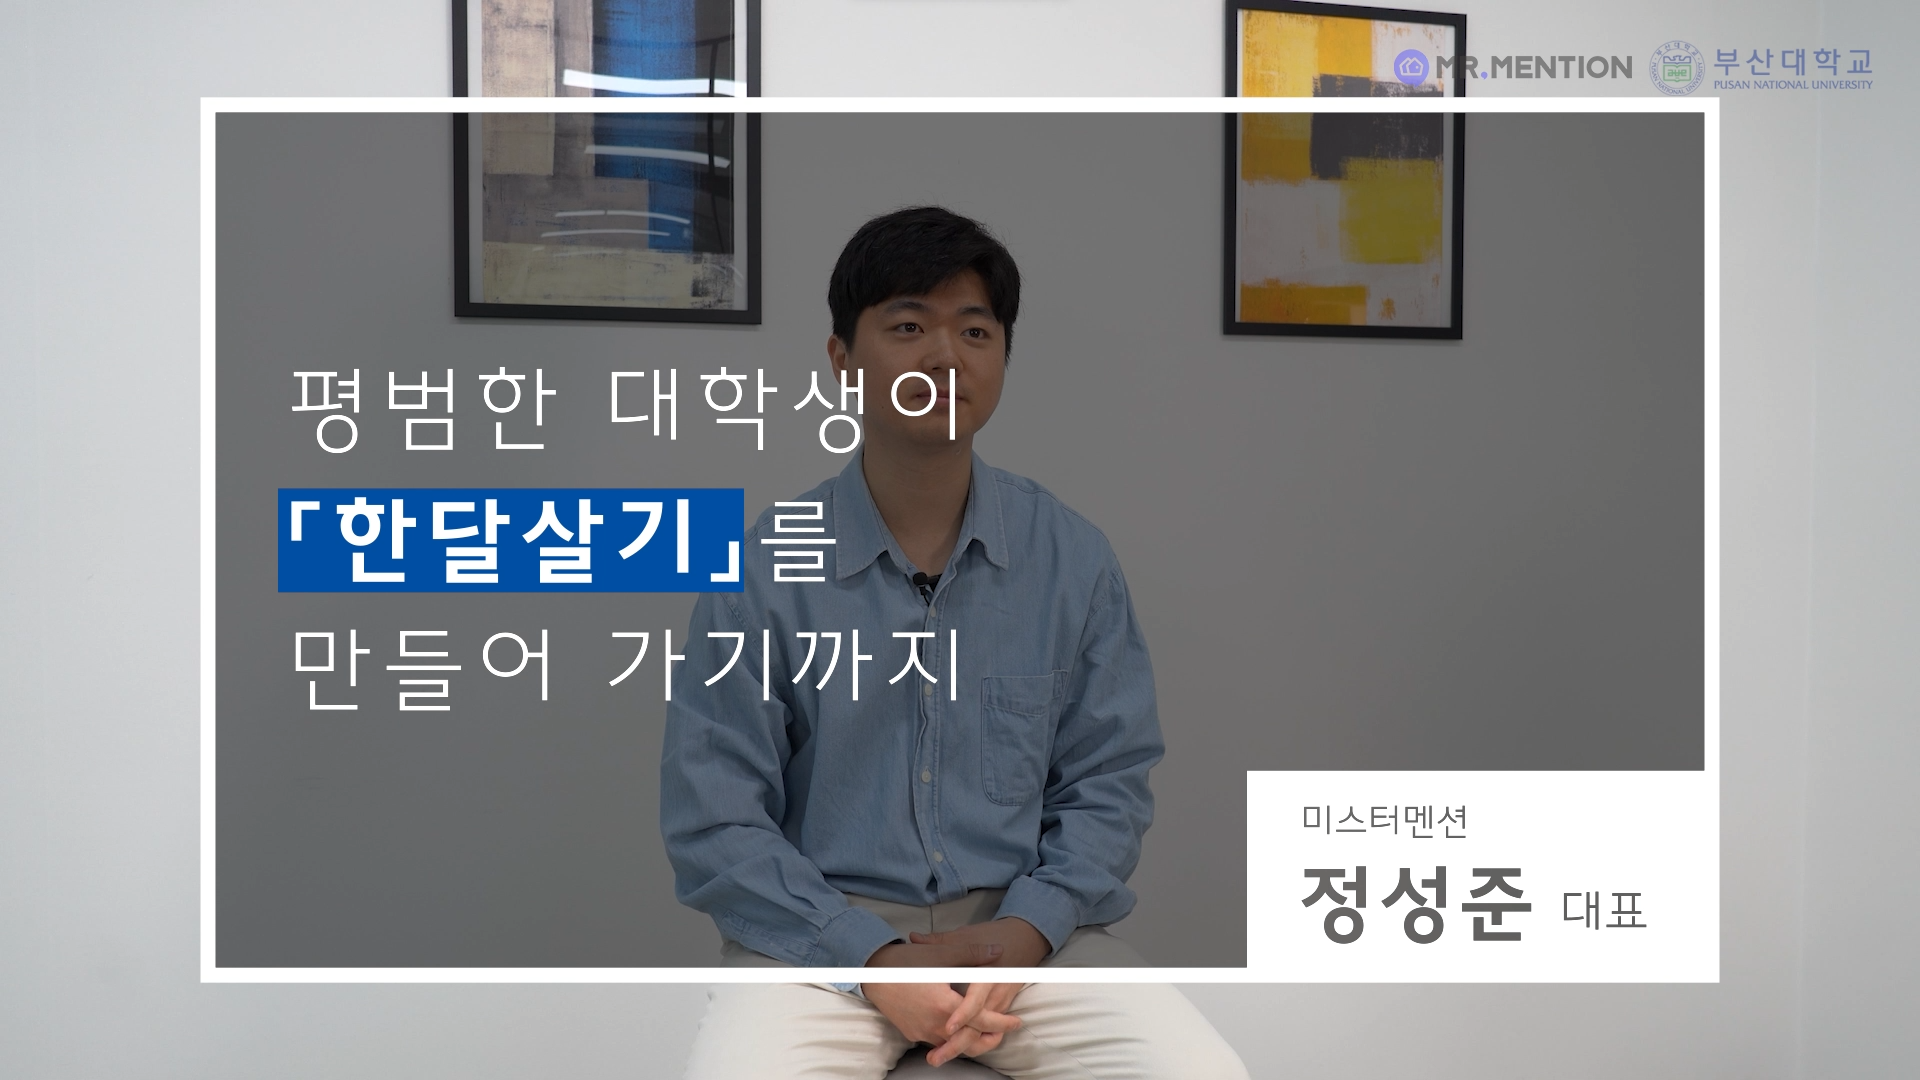 MR.MENTION
부산대학교
PUSAN NATIONAL UNIVERSITY
평범한 대학생이
「한달살기」를
만들어 가기까지
미스터멘션
정성준 대표